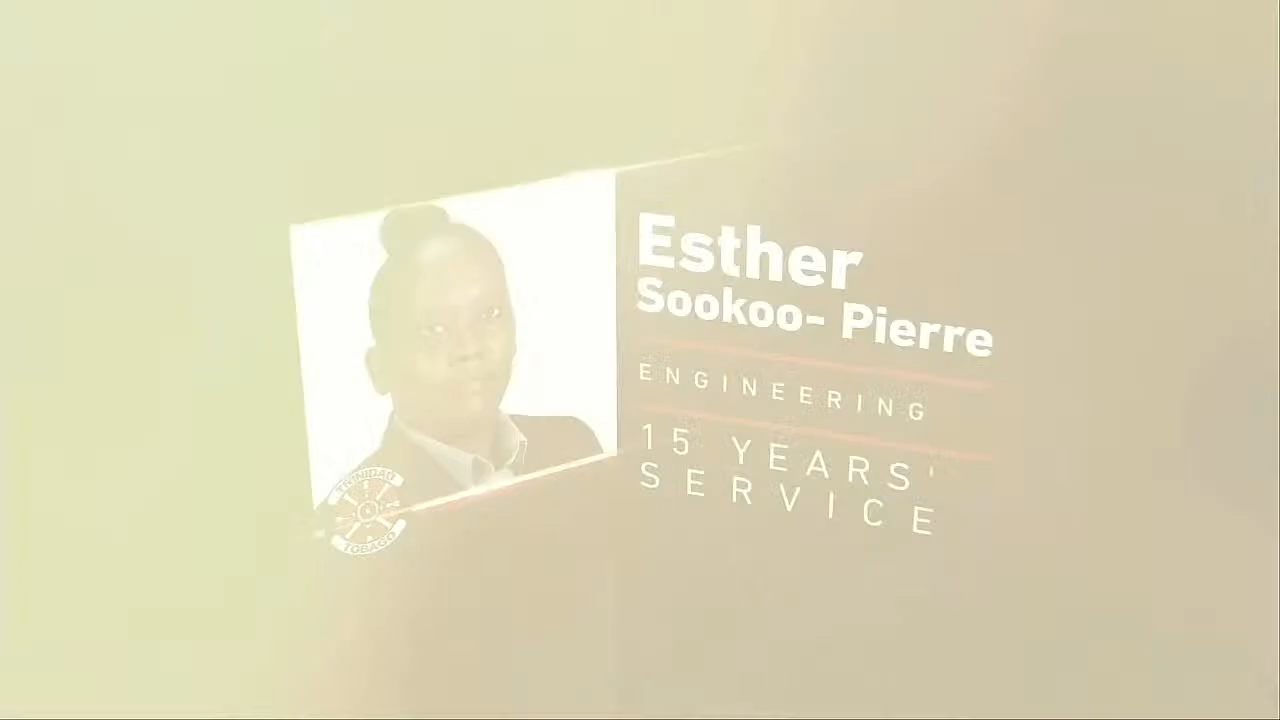 Esther
Sookoo- Pierre
ENGINEERING
15 YEARS'
SERVICE
TRINIDAD
TOBAGO